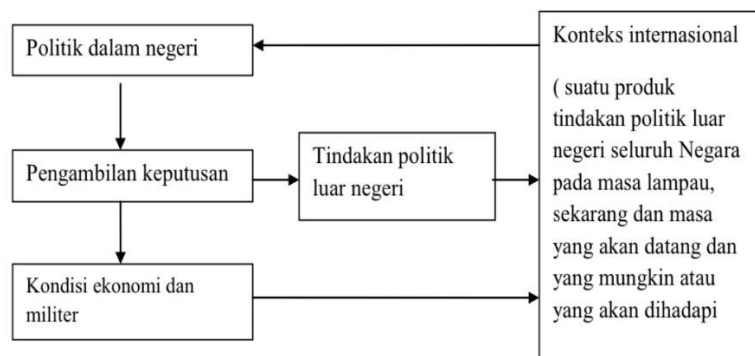 Politik dalam negeri
Pengambilan keputusan
Kondisi ekonomi dan
militer
Tindakan politik
luar negeri
Konteks internasional
( suatu produk
tindakan politik luar
negeri seluruh Negara
pada masa lampau,
sekarang dan masa
yang akan datang dan
yang mungkin atau
yang akan dihadapi